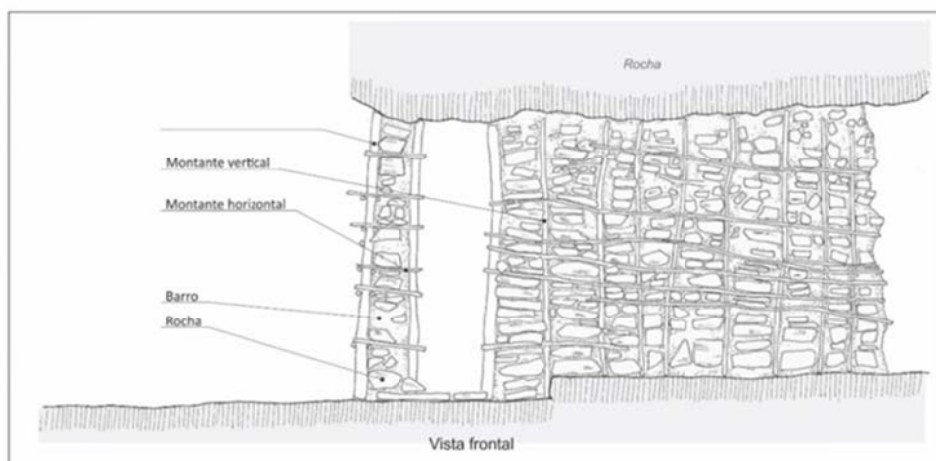 Rocha
Montante vertical
Montante horizontal
Barro
Rocha
Vista frontal